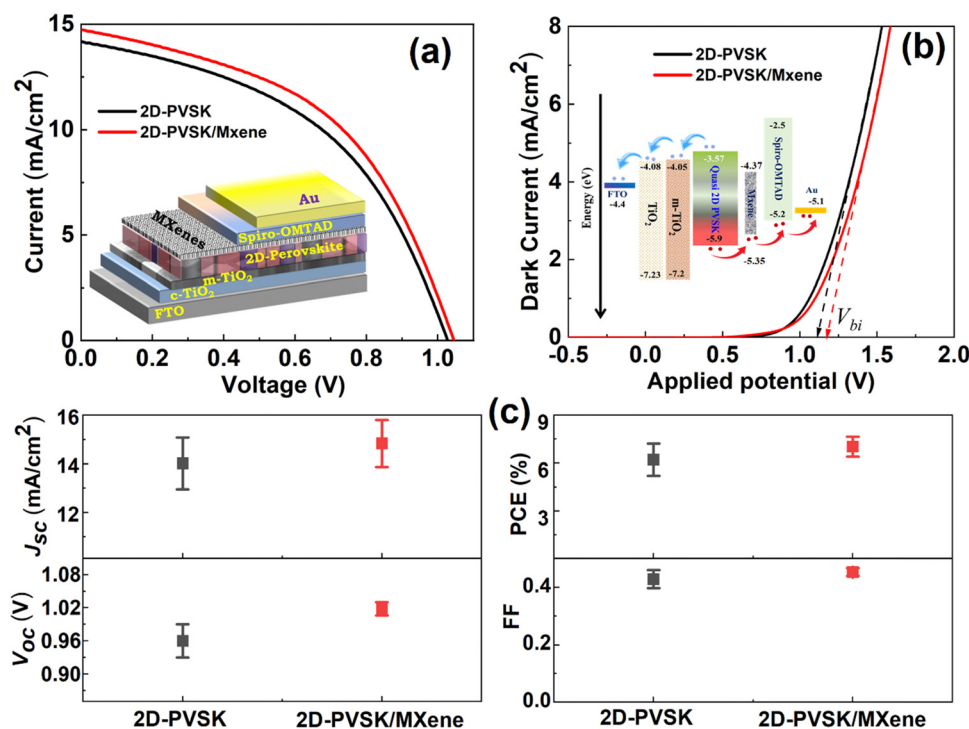 (a)
Current (mA/cm²)
15
10
5
0
2D-PVSK
2D-PVSK/MXene
MXenes
Au
Spiro-OMTAD
2D-Perovskite
m-TiO₂
c-TiO₂
FTO
0.0 0.2 0.4 0.6 0.8 1.0
Voltage (V)
(b)
Dark Current (mA/cm²)
8
6
4
2
0
2D-PVSK
2D-PVSK/Mxene
Energy (eV)
FTO
-4.4
-4.08
TiO₂
-7.23
-4.05
m-TiO₂
-7.2
-3.57
Quasi 2D PVSK
-5.9
-4.37
Mxene
-5.35
-2.5
Spiro-OMTAD
-5.2
Au
-5.1
Vbi
-0.5 0.0 0.5 1.0 1.5 2.0
Applied potential (V)
(c)
JSC (mA/cm²)
16
14
12
VOC (V)
1.08
1.02
0.96
0.90
2D-PVSK 2D-PVSK/MXene
PCE (%)
9
6
3
0
FF
0.4
0.2
0.0
2D-PVSK 2D-PVSK/MXene